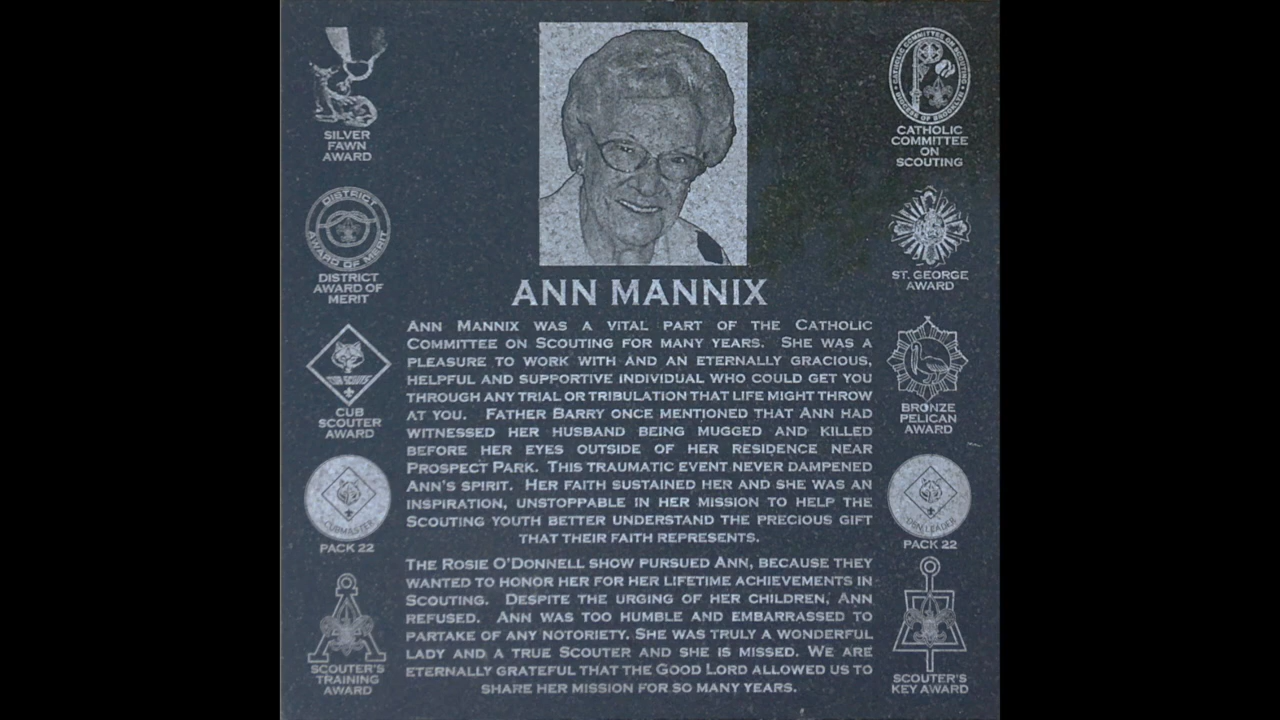 SILVER
FAWN
AWARD
DISTRICT
AWARD OF MERIT
DISTRICT
AWARD OF
MERIT
CUB SCOUTS
CUB
SCOUTER
AWARD
CUBMASTER
PACK 22
SCOUTER'S
TRAINING
AWARD
CATHOLIC COMMITTEE ON SCOUTING
DIOCESE OF BROOKLYN
CATHOLIC
COMMITTEE
ON
SCOUTING
ST. GEORGE
AWARD
BRONZE
PELICAN
AWARD
DEN LEADER
PACK 22
SCOUTER'S
KEY AWARD
ANN MANNIX
ANN MANNIX WAS A VITAL PART OF THE CATHOLIC
COMMITTEE ON SCOUTING FOR MANY YEARS. SHE WAS A
PLEASURE TO WORK WITH AND AN ETERNALLY GRACIOUS,
HELPFUL AND SUPPORTIVE INDIVIDUAL WHO COULD GET YOU
THROUGH ANY TRIAL OR TRIBULATION THAT LIFE MIGHT THROW
AT YOU. FATHER BARRY ONCE MENTIONED THAT ANN HAD
WITNESSED HER HUSBAND BEING MUGGED AND KILLED
BEFORE HER EYES OUTSIDE OF HER RESIDENCE NEAR
PROSPECT PARK. THIS TRAUMATIC EVENT NEVER DAMPENED
ANN'S SPIRIT. HER FAITH SUSTAINED HER AND SHE WAS AN
INSPIRATION, UNSTOPPABLE IN HER MISSION TO HELP THE
SCOUTING YOUTH BETTER UNDERSTAND THE PRECIOUS GIFT
THAT THEIR FAITH REPRESENTS.
THE ROSIE O'DONNELL SHOW PURSUED ANN, BECAUSE THEY
WANTED TO HONOR HER FOR HER LIFETIME ACHIEVEMENTS IN
SCOUTING. DESPITE THE URGING OF HER CHILDREN, ANN
REFUSED. ANN WAS TOO HUMBLE AND EMBARRASSED TO
PARTAKE OF ANY NOTORIETY. SHE WAS TRULY A WONDERFUL
LADY AND A TRUE SCOUTER AND SHE IS MISSED. WE ARE
ETERNALLY GRATEFUL THAT THE GOOD LORD ALLOWED US TO
SHARE HER MISSION FOR SO MANY YEARS.